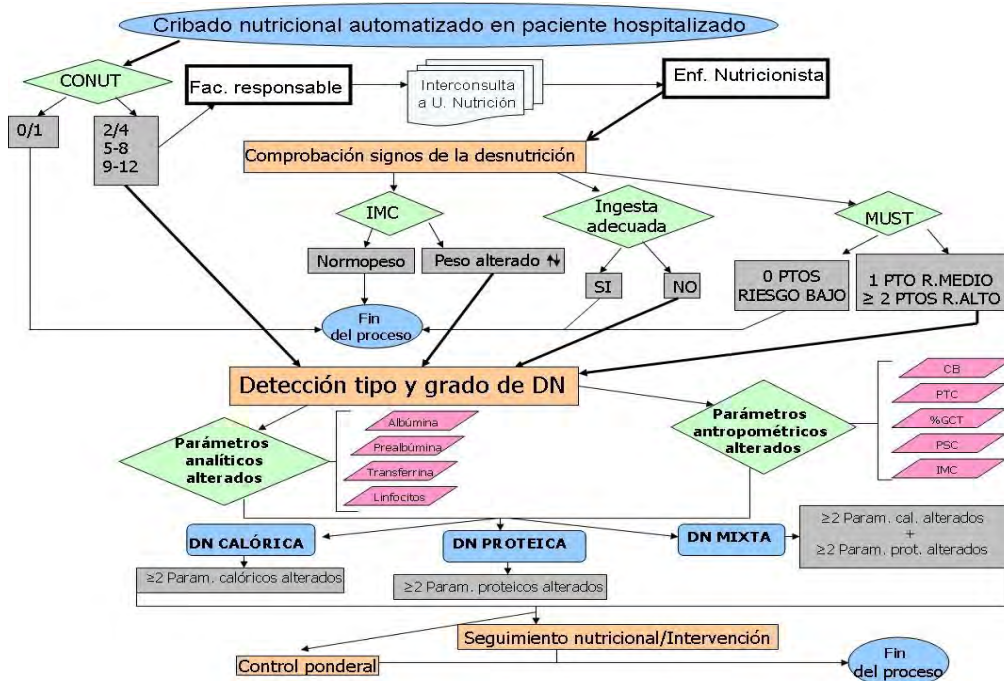 Cribado nutricional automatizado en paciente hospitalizado
CONUT
Fac. responsable
Interconsulta
a U. Nutrición
Enf. Nutricionista
0/1
2/4
5-8
9-12
Comprobación signos de la desnutrición
IMC
Ingesta
adecuada
MUST
Normopeso
Peso alterado
SI
NO
0 PTOS
RIESGO BAJO
1 PTO R.MEDIO
≥ 2 PTOS R.ALTO
Fin
del proceso
Detección tipo y grado de DN
Parámetros
analíticos
alterados
Albúmina
Prealbúmina
Transferrina
Linfocitos
Parámetros
antropométricos
alterados
CB
PTC
%GCT
PSC
IMC
DN CALÓRICA
DN PROTEICA
DN MIXTA
≥2 Param. cal. alterados
+
≥2 Param. prot. alterados
≥2 Param. calóricos alterados
≥2 Param. proteicos alterados
Seguimiento nutricional/Intervención
Control ponderal
Fin
del proceso